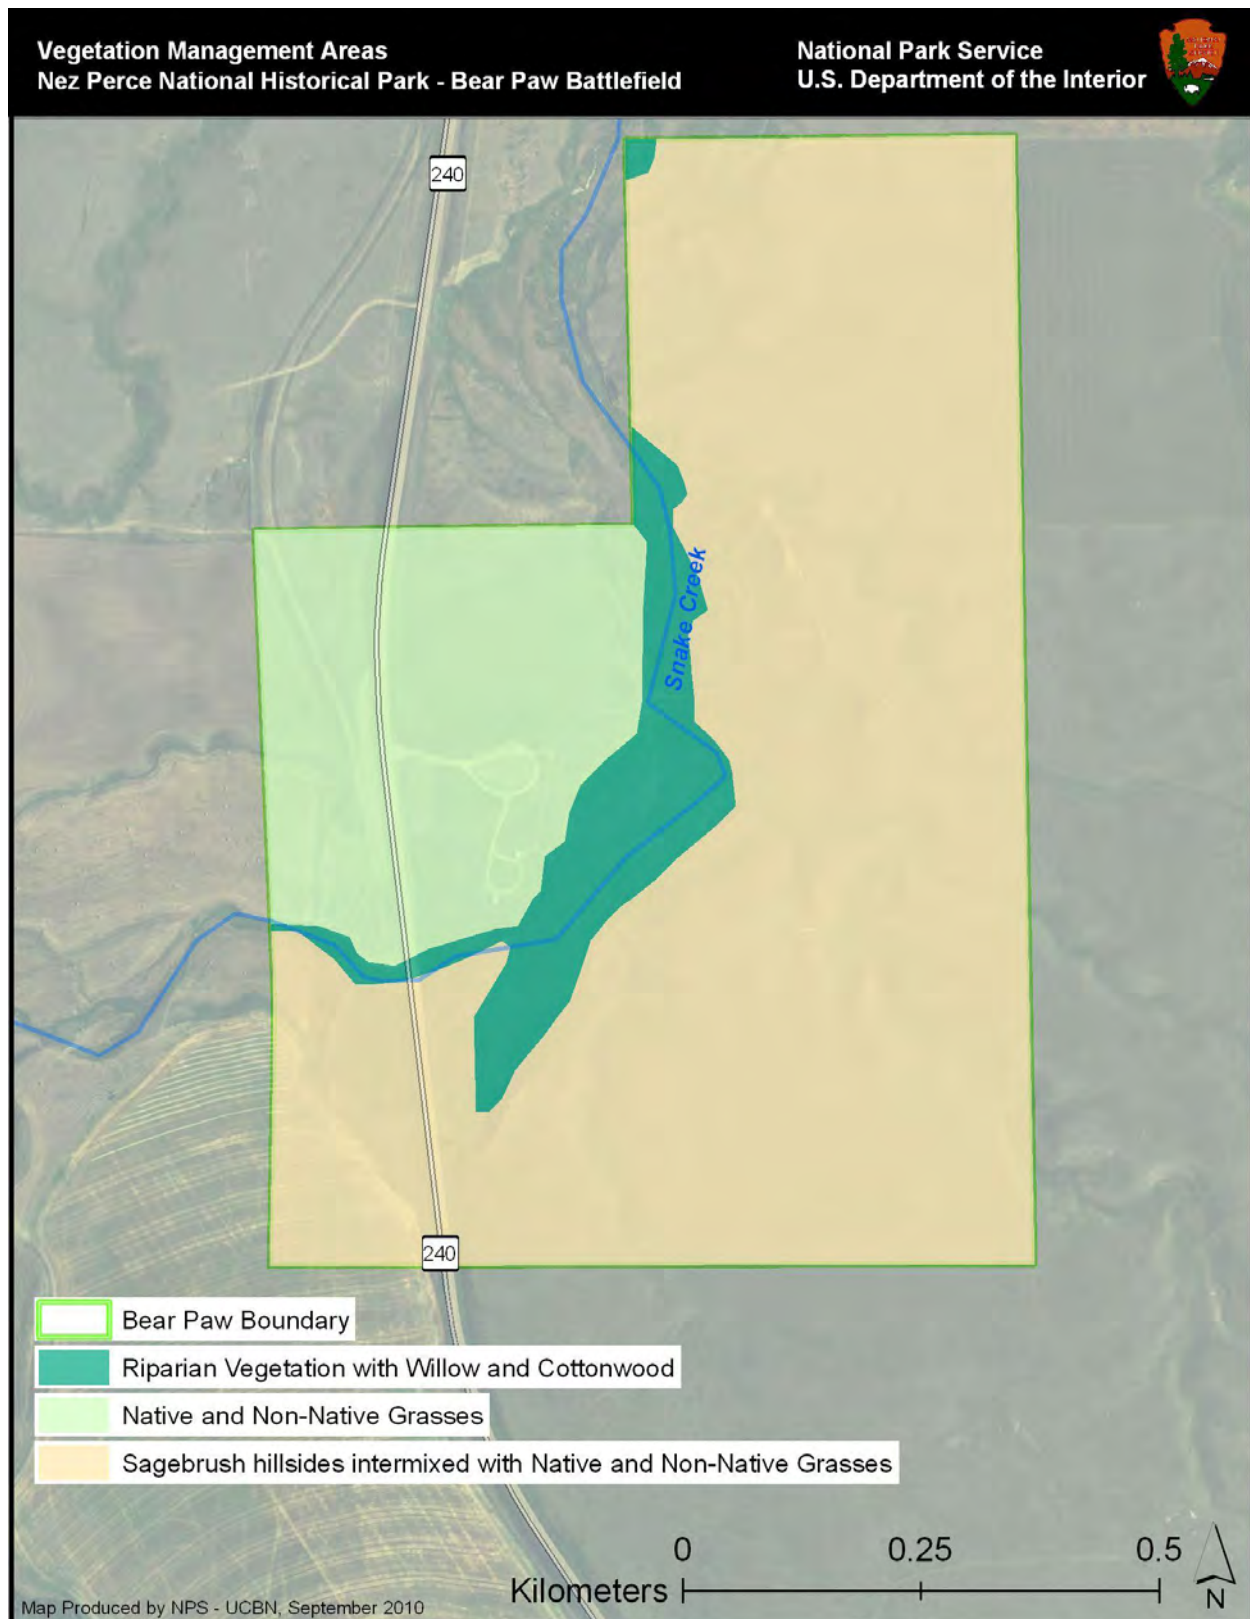 Vegetation Management Areas
Nez Perce National Historical Park - Bear Paw Battlefield
National Park Service
U.S. Department of the Interior
240
Snake Creek
240
Bear Paw Boundary
Riparian Vegetation with Willow and Cottonwood
Native and Non-Native Grasses
Sagebrush hillsides intermixed with Native and Non-Native Grasses
0 0.25 0.5
Kilometers
N
Map Produced by NPS - UCBN, September 2010